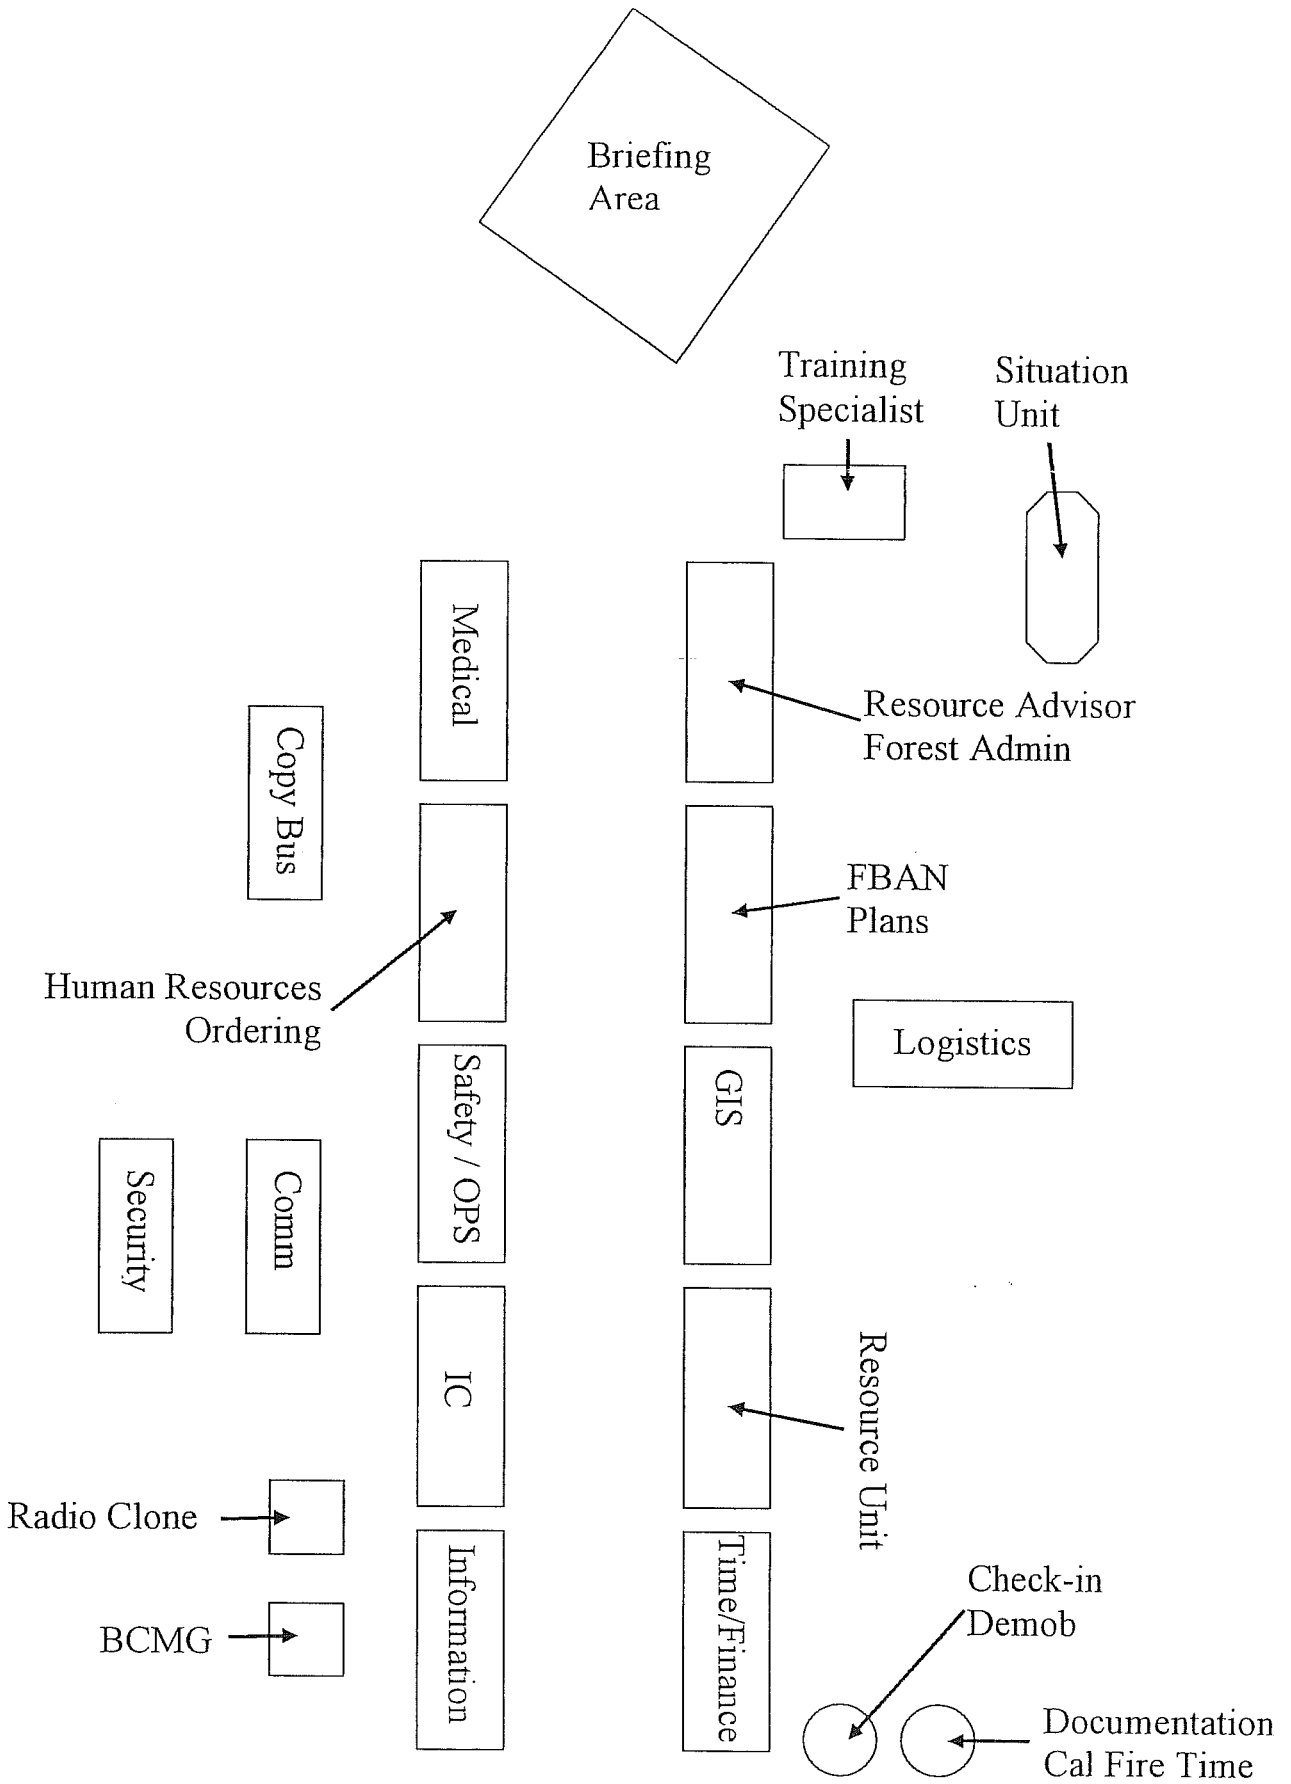 Briefing
Area
Training
Specialist
Situation
Unit
Medical
Resource Advisor
Forest Admin
Copy Bus
FBAN
Plans
Human Resources
Ordering
Logistics
Safety / OPS
GIS
Security
Comm
IC
Resource Unit
Radio Clone
Information
Time/Finance
Check-in
Demob
BCMG
Documentation
Cal Fire Time